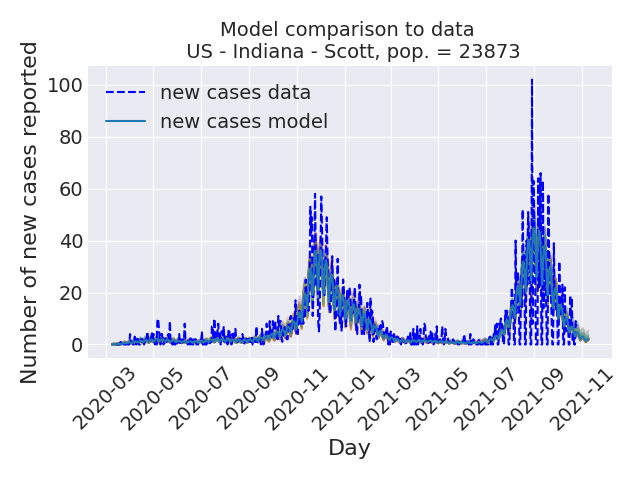 Model comparison to data
US - Indiana - Scott, pop. = 23873
Number of new cases reported
100
80
60
40
20
0
new cases data
new cases model
2020-03
2020-05
2020-07
2020-09
2020-11
2021-01
2021-03
2021-05
2021-07
2021-09
2021-11
Day